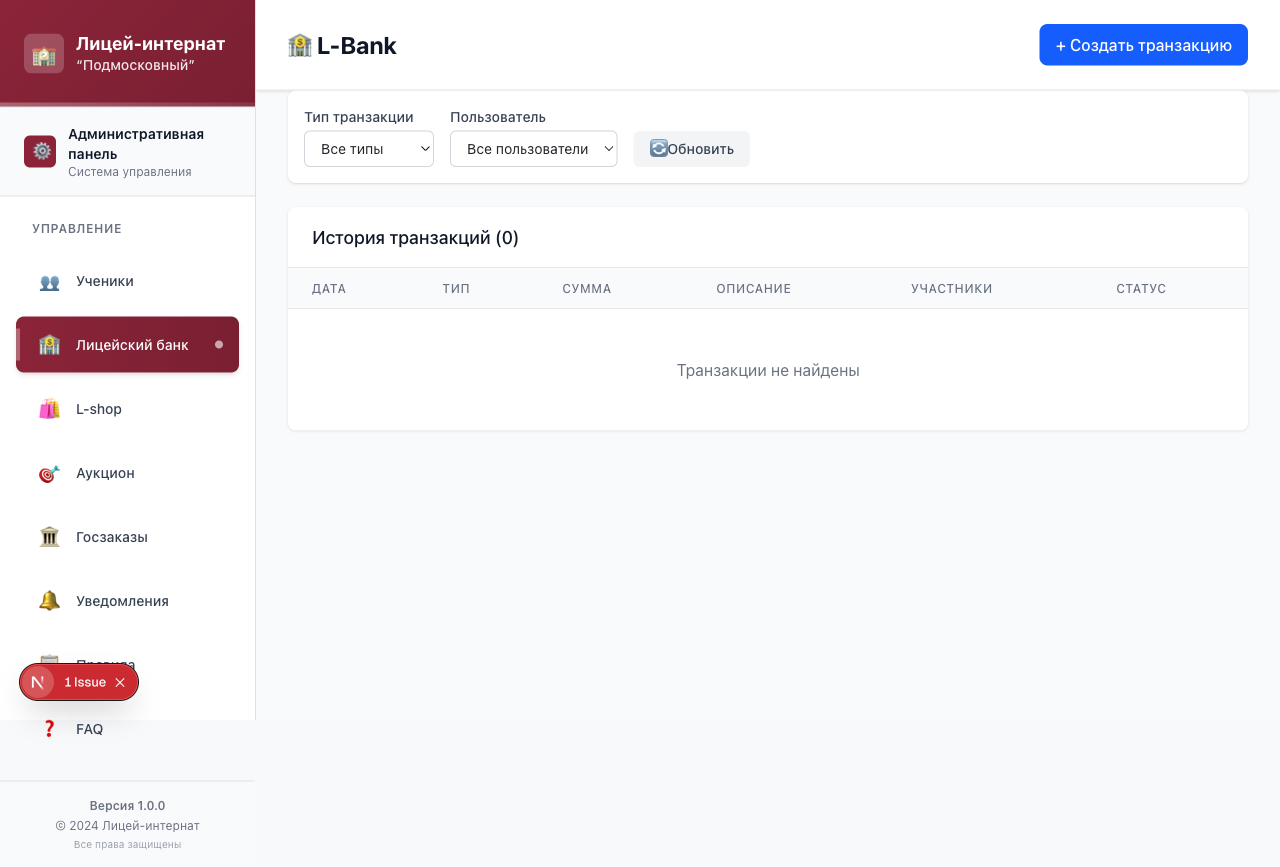 Лицей-интернат
“Подмосковный”
Административная
панель
Система управления
УПРАВЛЕНИЕ
Ученики
Лицейский банк
L-shop
Аукцион
Госзаказы
Уведомления
Правила
1 Issue
FAQ
Версия 1.0.0
© 2024 Лицей-интернат
Все права защищены
L-Bank
+ Создать транзакцию
Тип транзакции Пользователь
Все типы Все пользователи Обновить
История транзакций (0)
ДАТА ТИП СУММА ОПИСАНИЕ УЧАСТНИКИ СТАТУС
Транзакции не найдены